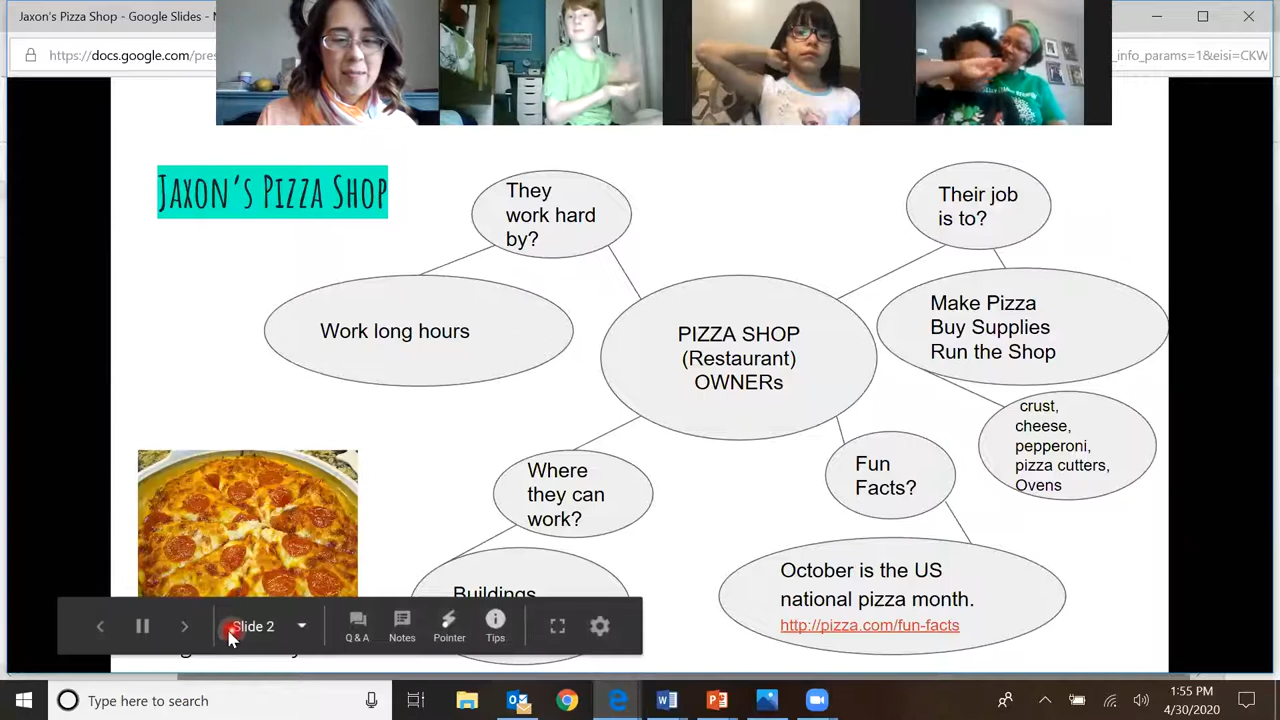 Jaxon's Pizza Shop - Google Slides -
https://docs.google.com/pres
_info_params=1&eisi=CKW
Jaxon's Pizza Shop
They
work hard
by?
Their job
is to?
Work long hours
PIZZA SHOP
(Restaurant)
OWNERs
Make Pizza
Buy Supplies
Run the Shop
crust,
cheese,
pepperoni,
pizza cutters,
Ovens
Where
they can
work?
Fun
Facts?
Buildings
October is the US
national pizza month.
http://pizza.com/fun-facts
Slide 2
Q & A
Notes
Pointer
Tips
Type here to search
1:55 PM
4/30/2020